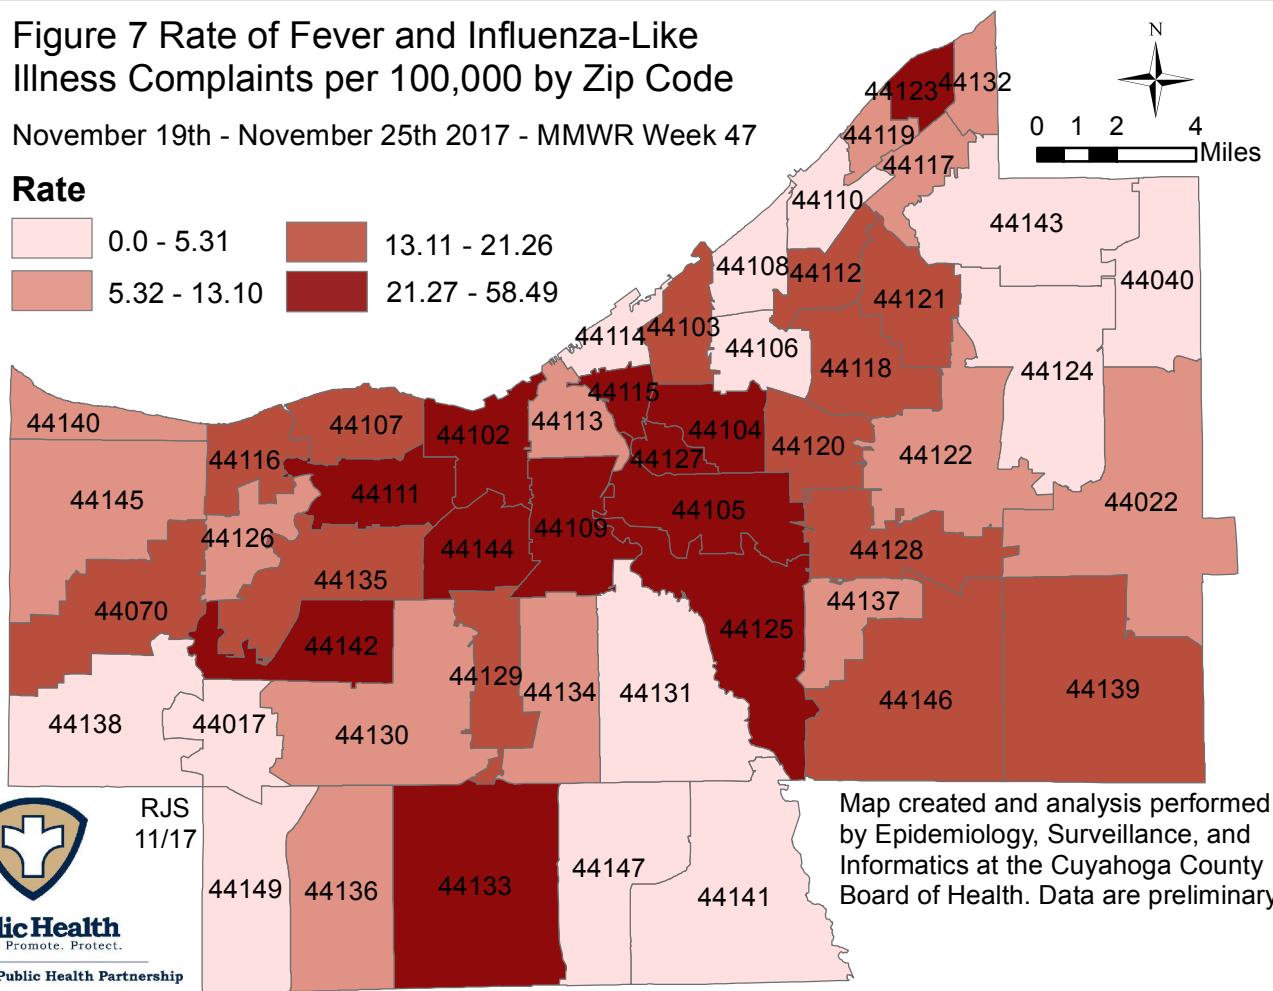 Figure 7 Rate of Fever and Influenza-Like
Illness Complaints per 100,000 by Zip Code
November 19th - November 25th 2017 - MMWR Week 47
Rate
0.0 - 5.31
13.11 - 21.26
5.32 - 13.10
21.27 - 58.49
N
0 1 2 4
Miles
44123
44132
44119
44117
44110
44143
44108
44112
44040
44121
44114
44103
44106
44118
44124
44115
44140
44107
44102
44113
44104
44127
44120
44122
44116
44111
44145
44105
44022
44126
44109
44144
44128
44135
44070
44137
44125
44142
44129
44134
44131
44146
44139
44138
44017
44130
RJS
11/17
44149
44136
44133
44147
44141
Map created and analysis performed
by Epidemiology, Surveillance, and
Informatics at the Cuyahoga County
Board of Health. Data are preliminary
lic Health
Promote. Protect.
Public Health Partnership